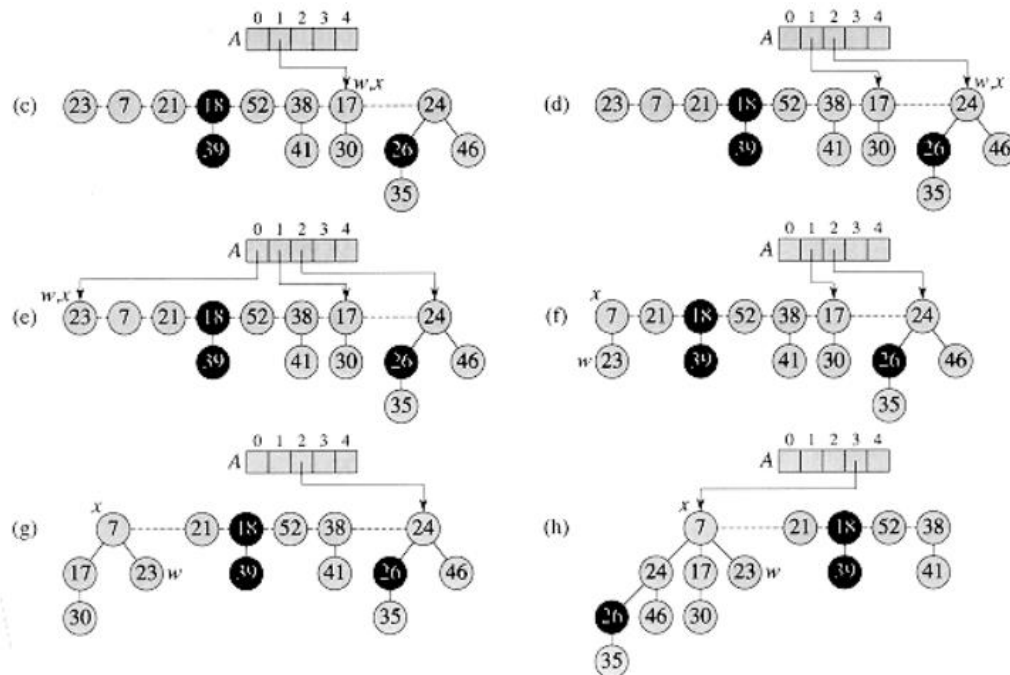 0 1 2 3 4
A
w,x
(c) 23 7 21 18 52 38 17 24
39 41 30 26 46
35
0 1 2 3 4
A
w,x
(d) 23 7 21 18 52 38 17 24
39 41 30 26 46
35
0 1 2 3 4
A
w,x
(e) 23 7 21 18 52 38 17 24
39 41 30 26 46
35
0 1 2 3 4
A
x
(f) 7 21 18 52 38 17 24
w 23 39 41 30 26 46
35
0 1 2 3 4
A
x
(g) 7 21 18 52 38 24
17 23 w 39 41 26 46
30 35
0 1 2 3 4
A
x
(h) 7 21 18 52 38
24 17 23 w 39 41
26 46 30
35